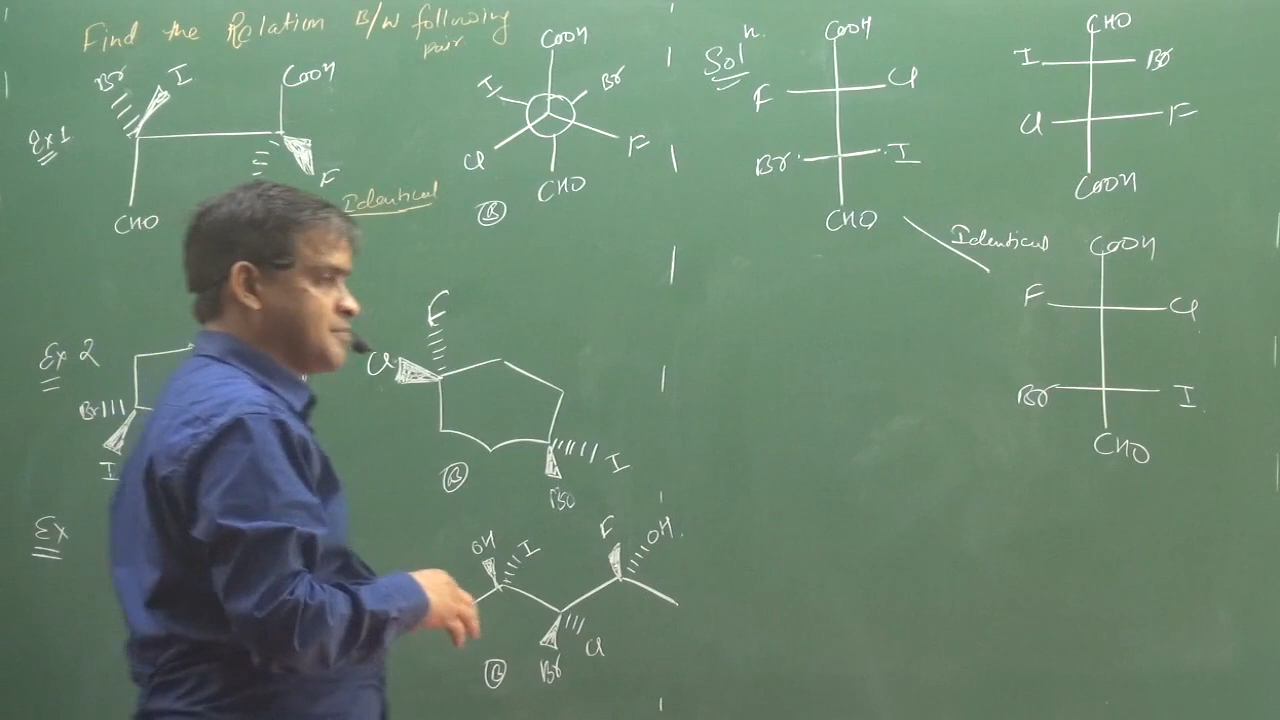 Find the Relation B/W following
pair.
Ex 1
Br
I
COOH
F
CHO
Identical
COOH
I
Br
Cl
F
CHO
B
Soln.
COOH
F
Cl
Br
I
CHO
CHO
I
Br
Cl
F
COOH
Identical
COOH
F
Cl
Br
I
CHO
Ex 2
Br
I
F
Cl
I
Br
B
Ex
OH
I
F
OH.
Br
Cl
B